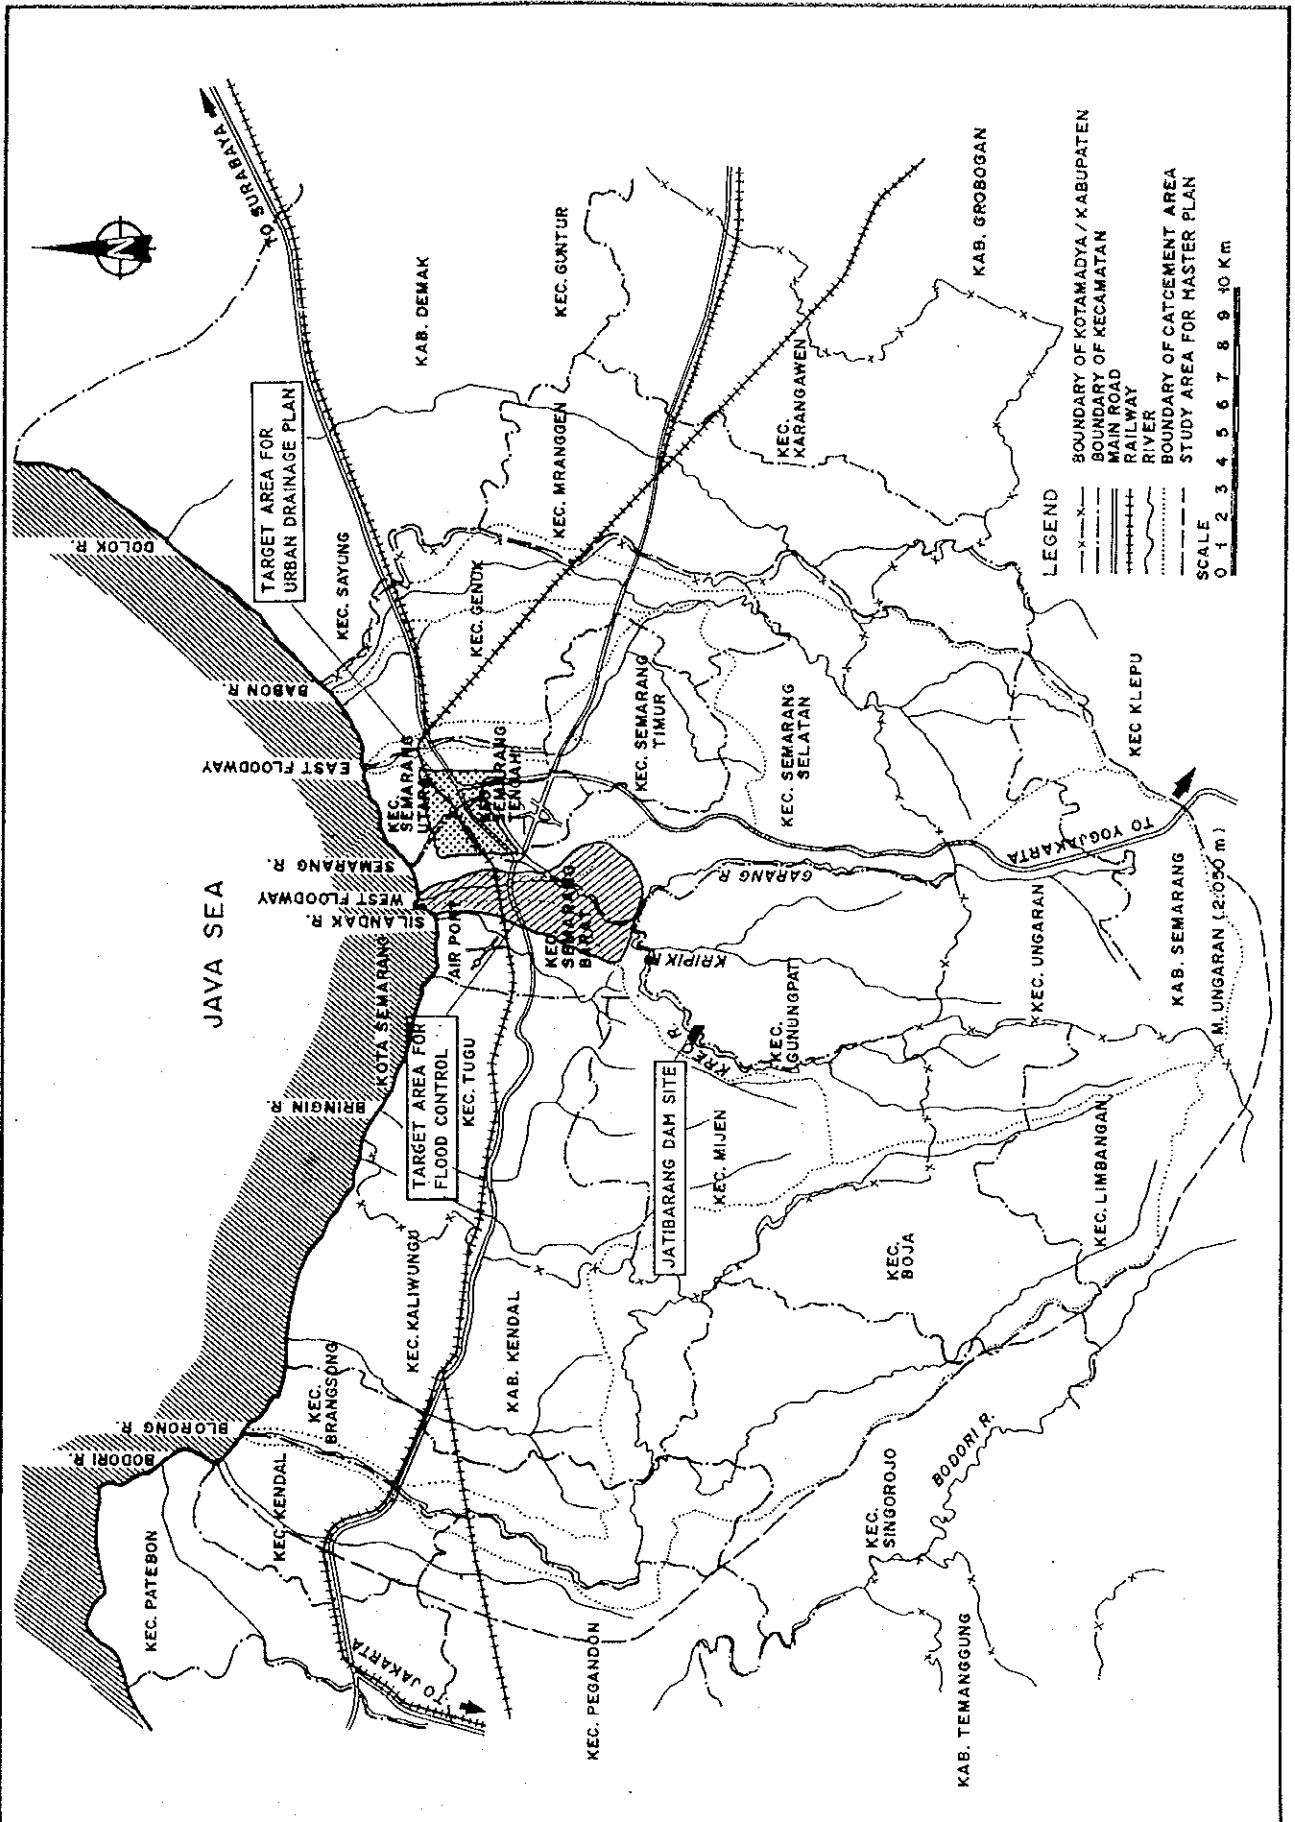 JAVA SEA
N
TO SURABAYA
TARGET AREA FOR
URBAN DRAINAGE PLAN
DOLOK R.
BABON R.
EAST FLOODWAY
SEMARANG R.
WEST FLOODWAY
SILANDAK R.
KOTA SEMARANG
BRINGIN R.
BLORONG R.
BODORI R.
KEC. PATEBON
KEC. KENDAL
KEC.
BRANGSONG
KEC. KALIWUNGU
TARGET AREA FOR
FLOOD CONTROL
KEC. TUGU
AIR PORT
KEC.
SEMARANG
UTARA
KEC.
SEMARANG
TENGAH
KEC. SAYUNG
KEC. GENUK
KAB. DEMAK
KEC. GUNTUR
KEC. MRANGGEN
TO JAKARTA
KAB. KENDAL
KEC. PEGANDON
KEC.
SEMARANG
BARAT
KEC. SEMARANG
TIMUR
KEC. SEMARANG
SELATAN
KEC.
KARANGAWEN
KAB. GROBOGAN
JATIBARANG DAM SITE
KREO R.
KRIPIK R.
GARANG R.
KEC. MIJEN
KEC.
GUNUNGPATI
KEC.
BOJA
KEC.
SINGOROJO
BODORI R.
KAB. TEMANGGUNG
KEC. LIMBANGAN
KEC. UNGARAN
TO YOGJAKARTA
KEC KLEPU
KAB. SEMARANG
M. UNGARAN (2.050 m)
LEGEND
BOUNDARY OF KOTAMADYA / KABUPATEN
BOUNDARY OF KECAMATAN
MAIN ROAD
RAILWAY
RIVER
BOUNDARY OF CATCEMENT AREA
STUDY AREA FOR MASTER PLAN
SCALE
0 1 2 3 4 5 6 7 8 9 10 Km